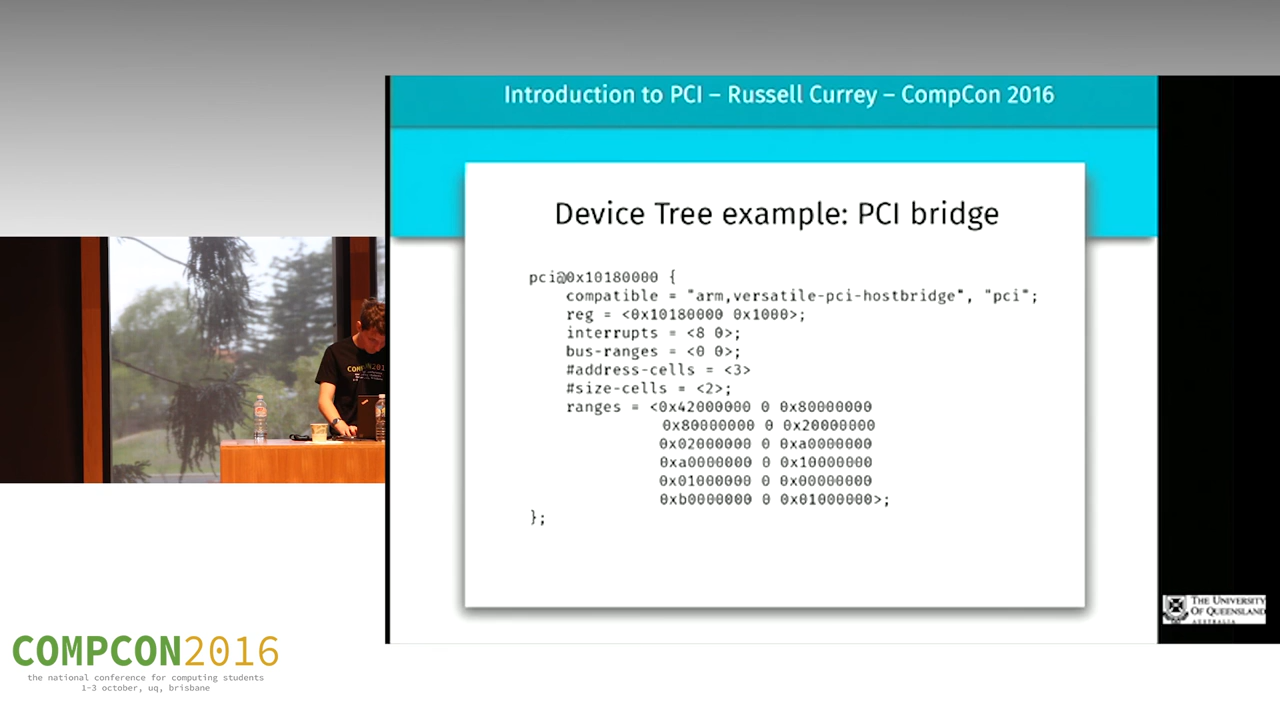 Introduction to PCI – Russell Currey – CompCon 2016
Device Tree example: PCI bridge
pci@0x10180000 {
compatible = "arm,versatile-pci-hostbridge", "pci";
reg = <0x10180000 0x1000>;
interrupts = <8 0>;
bus-ranges = <0 0>;
#address-cells = <3>
#size-cells = <2>;
ranges = <0x42000000 0 0x80000000
0x80000000 0 0x20000000
0x02000000 0 0xa0000000
0xa0000000 0 0x10000000
0x01000000 0 0x00000000
0xb0000000 0 0x01000000>;
};
THE UNIVERSITY
OF QUEENSLAND
AUSTRALIA
COMPCON2016
the national conference for computing students
1-3 october, uq, brisbane